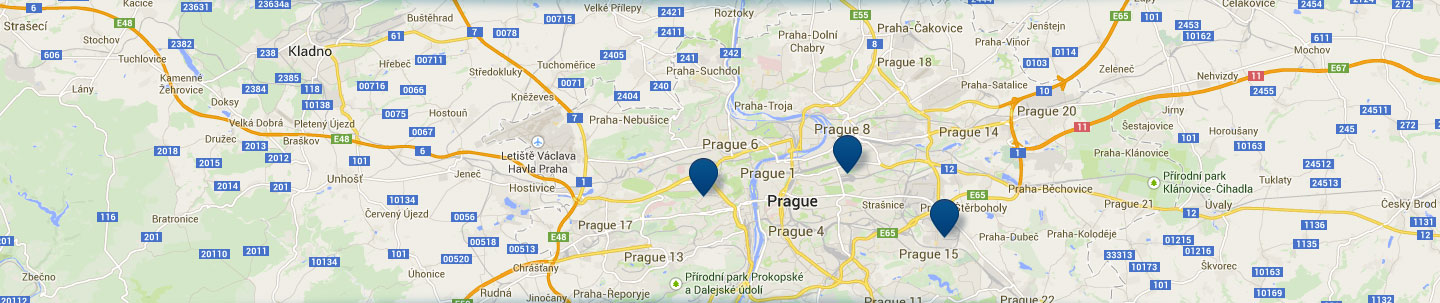 Kačice
23631
23634a
Velké Přílepy
2421
Roztoky
E55
E65
101
2453
10162
2454
272
Čelákovice
6
E48
Strašecí
Buštěhrad
00715
2411
7
0078
Praha-Dolní
Chabry
Praha-Čakovice
Jenštejn
Stochov
2382
61
238
Kladno
2405
241
242
8
Praha-Vinoř
0114
611
Mochov
606
Tuchlovice
Hřebeč
00711
Tuchoměřice
Středokluky
Praha-Suchdol
Praha 18
0103
Zeleneč
Nehvizdy
11
E67
Lány
Kamenné
Žehrovice
2385
2384
118
00716
0066
0071
240
2404
Praha-Satalice
10
2455
Doksy
10138
0075
Hostouň
Kněževes
Praha-Troja
Prague 20
Jirny
24511
Velká Dobrá
Pletený Újezd
7
Praha-Nebušice
Prague 8
Prague 14
11
Šestajovice
Horoušany
Družec
2013
Braškov
E48
0067
Prague 6
10163
2018
2012
6
Letiště Václava
Havla Praha
1
Praha-Klánovice
2015
2011
Unhošť
Jeneč
Prague 1
12
Přírodní park
Klánovice-Čihadla
24512
2014
201
Hostivice
1
E65
Praha-Běchovice
Tuklaty
24513
10134
Prague
Strašnice
Štěrboholy
Prague 21
12
Úvaly
Český Brod
116
Bratronice
Červený Újezd
0056
Prague 17
Prague 4
E65
Praha-Dubeč
Praha-Koloděje
1136
1131
201
201
101
00518
00513
E48
01215
1135
1132
20110
10134
00520
Prague 13
Prague 15
33313
01216
Zbečno
Úhonice
Chrášťany
Přírodní park Prokopské
a Dalejské údolí
101
10173
Škvorec
10163
20112
Rudná
Jinočany
Praha-Řeporyje
Prague 11
Prague 22
10169